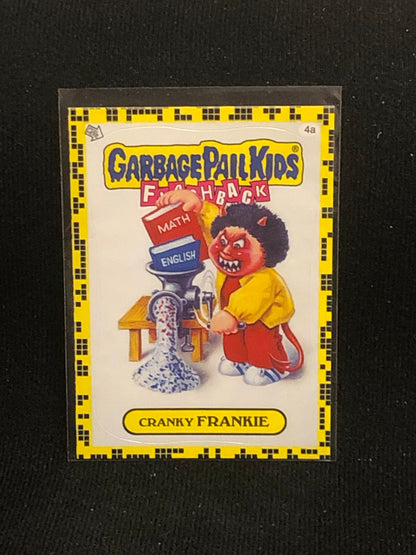 4a
GARBAGE PAIL KIDS®
FLASHBACK
MATH
ENGLISH
CRANKY FRANKIE